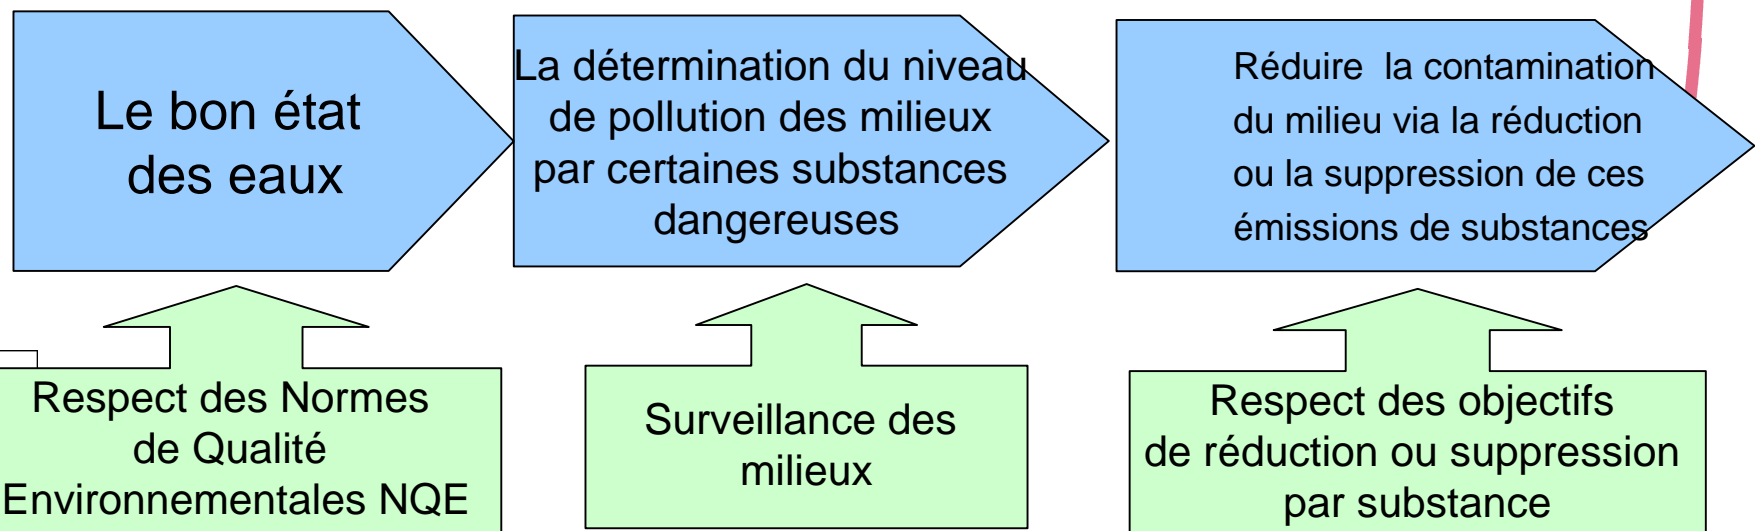 Le bon état
des eaux
La détermination du niveau
de pollution des milieux
par certaines substances
dangereuses
Réduire la contamination
du milieu via la réduction
ou la suppression de ces
émissions de substances
Respect des Normes
de Qualité
Environnementales NQE
Surveillance des
milieux
Respect des objectifs
de réduction ou suppression
par substance